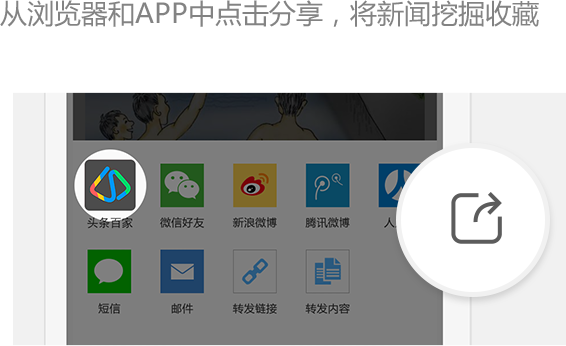 从浏览器和APP中点击分享，将新闻挖掘收藏
头条百家
微信好友
新浪微博
腾讯微博
人
短信
邮件
转发链接
转发内容